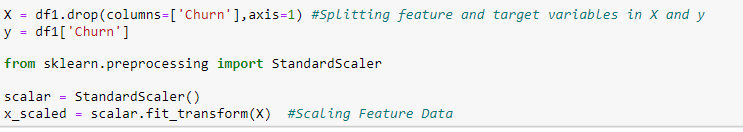 X = df1.drop(columns=['Churn'],axis=1) #Splitting feature and target variables in X and y
y = df1['Churn']
from sklearn.preprocessing import StandardScaler
scalar = StandardScaler()
x_scaled = scalar.fit_transform(X)  #Scaling Feature Data